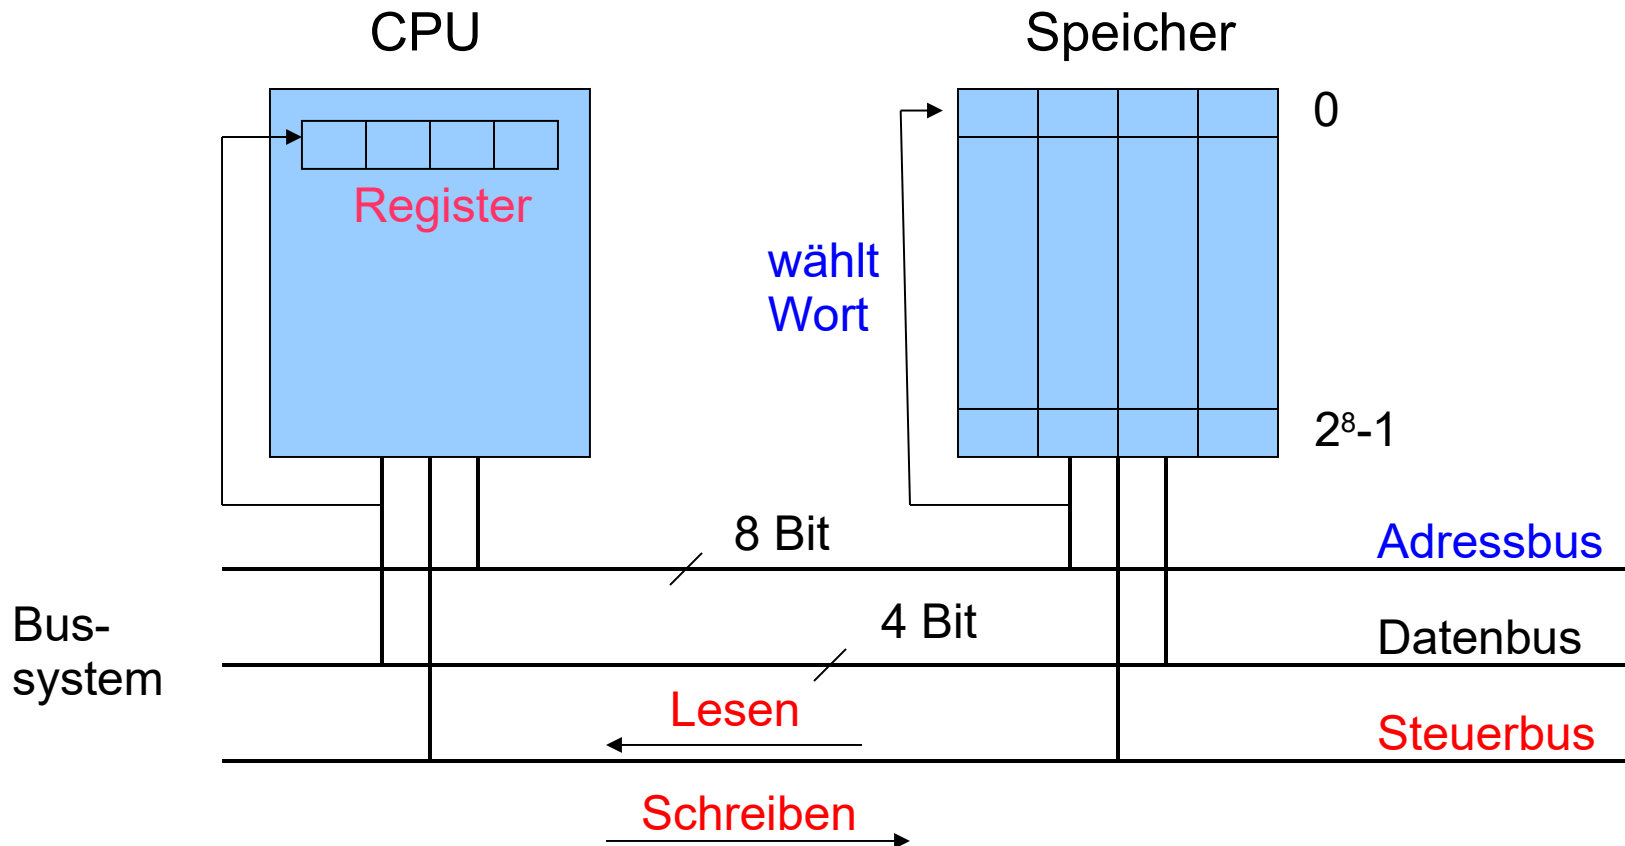 CPU
Speicher
0
Register
wählt
Wort
2⁸-1
8 Bit
Adressbus
Bus-
system
4 Bit
Datenbus
Lesen
Steuerbus
Schreiben